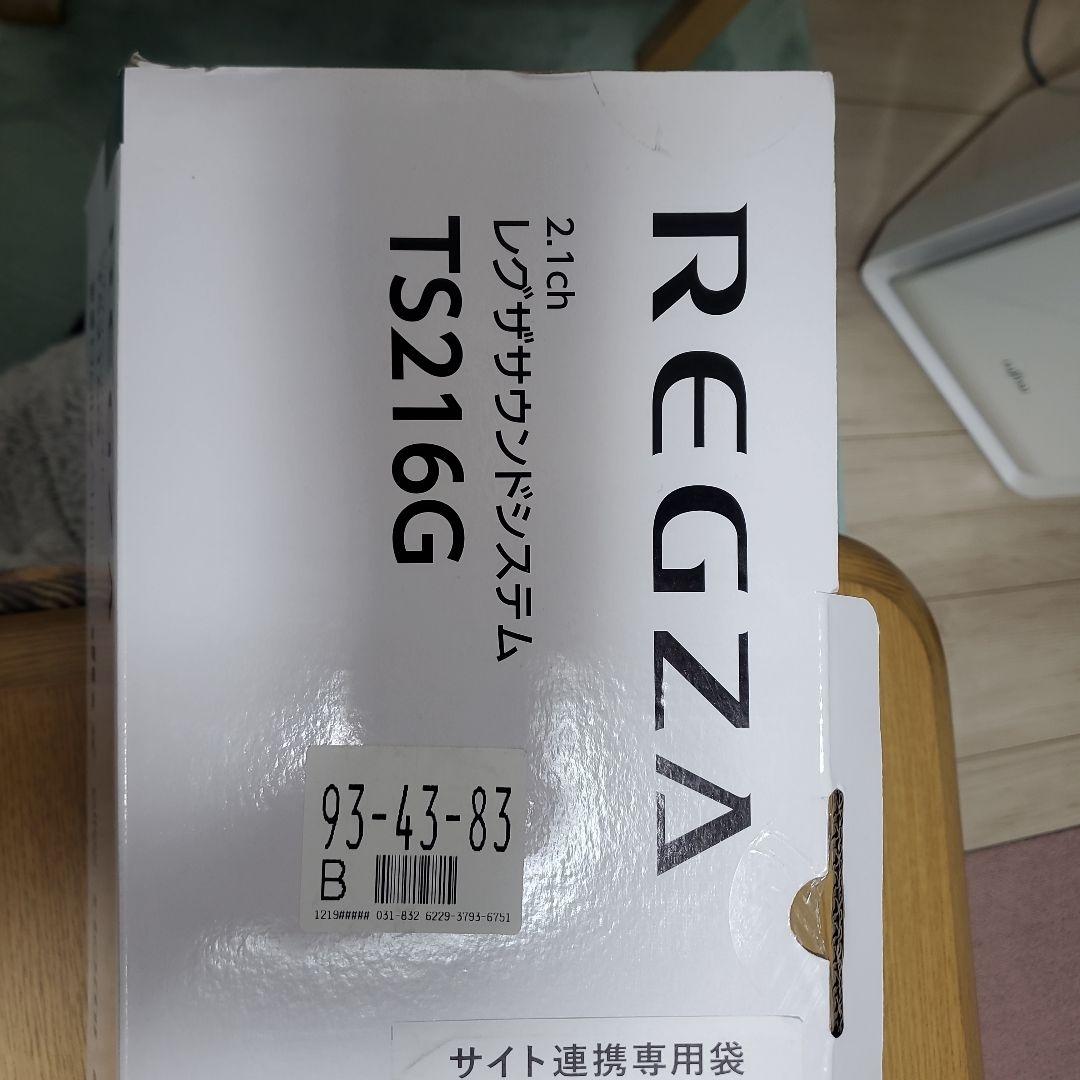 REGZA
2.1ch
レグザサウンドシステム
TS216G
93-43-83
B
1219##### 031-832 6229-3793-6751
サイト連携専用袋